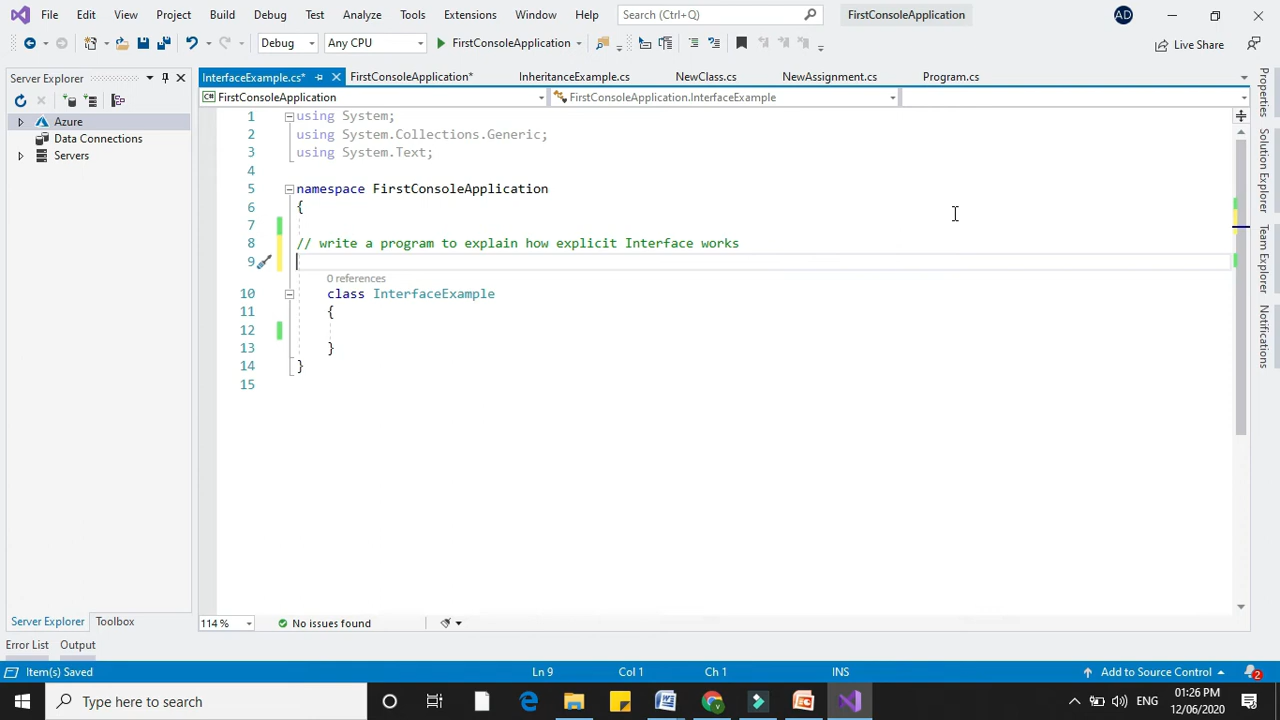 File Edit View Project Build Debug Test Analyze Tools Extensions Window Help Search (Ctrl+Q) FirstConsoleApplication AD
Debug Any CPU FirstConsoleApplication Live Share
Server Explorer
InterfaceExample.cs* FirstConsoleApplication* InheritanceExample.cs NewClass.cs NewAssignment.cs Program.cs
FirstConsoleApplication FirstConsoleApplication.InterfaceExample
Azure
Data Connections
Servers
1 using System;
2 using System.Collections.Generic;
3 using System.Text;
4
5 namespace FirstConsoleApplication
6 {
7
8 // write a program to explain how explicit Interface works
9
0 references
10 class InterfaceExample
11 {
12
13 }
14 }
15
Properties
Solution Explorer
Team Explorer
Notifications
Server Explorer Toolbox
114 % No issues found
Error List Output
Item(s) Saved Ln 9 Col 1 Ch 1 INS Add to Source Control 2
Type here to search
ENG
01:26 PM
12/06/2020